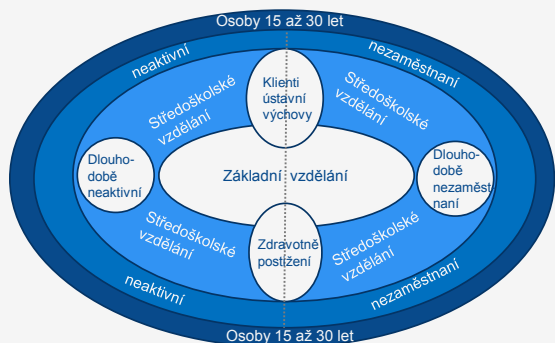 Osoby 15 až 30 let
neaktivní
nezaměstnaní
Středoškolské
vzdělání
Klienti
ústavní
výchovy
Středoškolské
vzdělání
Dlouho-
době
neaktivní
Základní vzdělání
Dlouho-
době
nezaměst
naní
Středoškolské
vzdělání
Zdravotně
postížení
Středoškolské
vzdělání
neaktivní
nezaměstnaní
Osoby 15 až 30 let